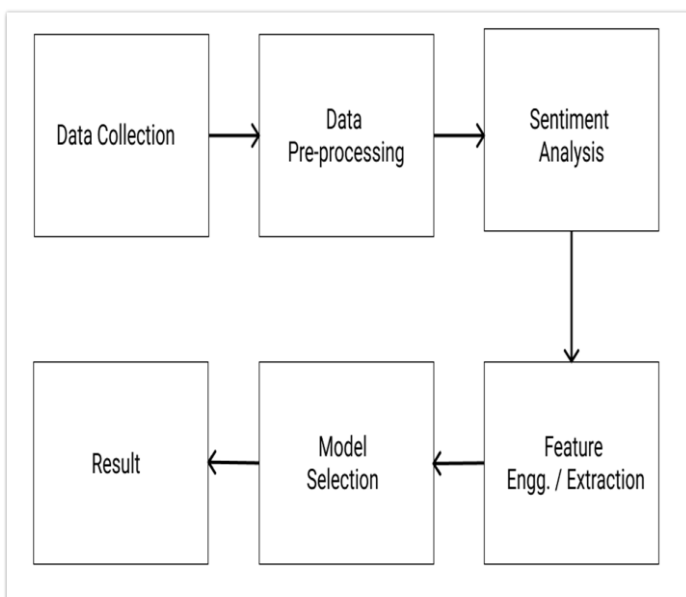 Data Collection
Data
Pre-processing
Sentiment
Analysis
Feature
Engg. / Extraction
Model
Selection
Result